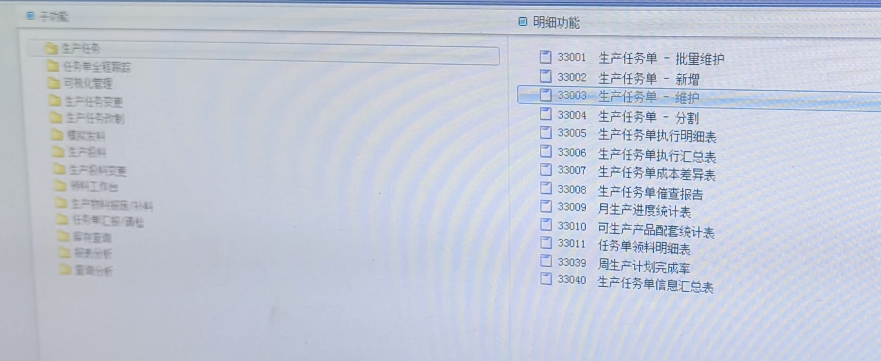 子功能
生产任务
任务单全程跟踪
可视化管理
生产任务变更
生产任务改制
模拟发料
生产投料
生产投料变更
领料工作台
生产物料报废/补料
任务单汇报/请检
库存查询
报表分析
查询分析
明细功能
33001 生产任务单 - 批量维护
33002 生产任务单 - 新增
33003 生产任务单 - 维护
33004 生产任务单 - 分割
33005 生产任务单执行明细表
33006 生产任务单执行汇总表
33007 生产任务单成本差异表
33008 生产任务单催查报告
33009 月生产进度统计表
33010 可生产产品配套统计表
33011 任务单领料明细表
33039 周生产计划完成率
33040 生产任务单信息汇总表